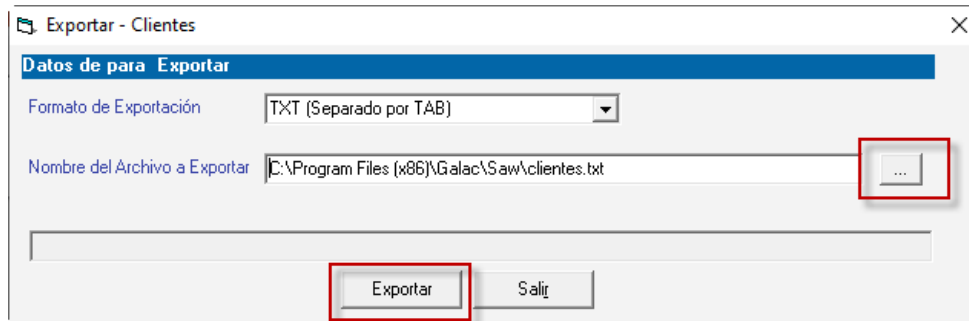 Exportar - Clientes
Datos de para Exportar
Formato de Exportación
TXT (Separado por TAB)
Nombre del Archivo a Exportar
C:\Program Files (x86)\Galac\Saw\clientes.txt
...
Exportar
Salir